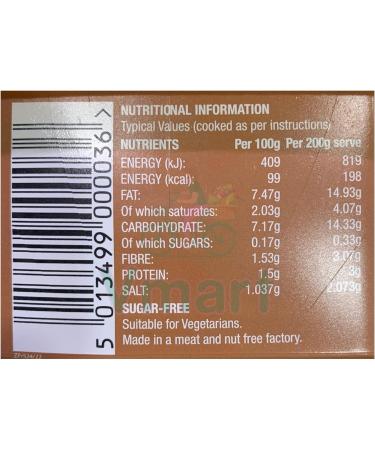 NUTRITIONAL INFORMATION
Typical Values (cooked as per instructions)
NUTRIENTS Per 100g Per 200g serve
ENERGY (kJ): 409 819
ENERGY (kcal): 99 198
FAT: 7.47g 14.93g
Of which saturates: 2.03g 4.07g
CARBOHYDRATE: 7.17g 14.33g
Of which SUGARS: 0.17g 0.33g
FIBRE: 1.53g 3.07g
PROTEIN: 1.5g 3g
SALT: 1.037g 2.073g
SUGAR-FREE
Suitable for Vegetarians.
Made in a meat and nut free factory.
5 013499 000036 >